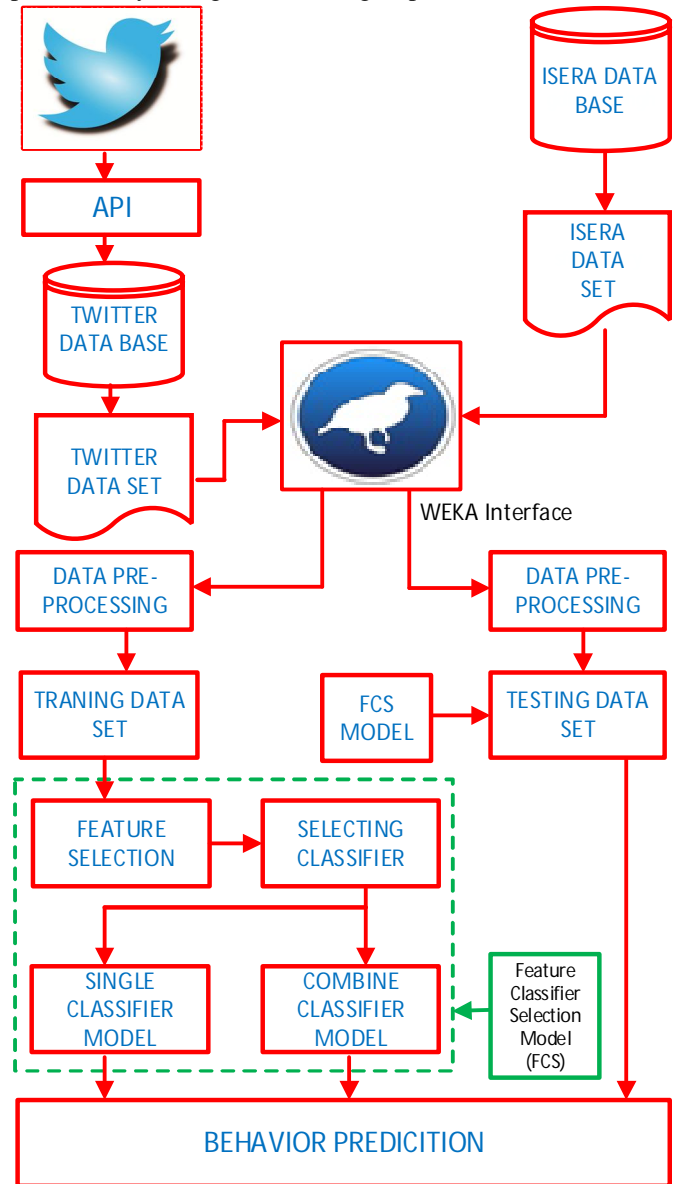 ISERA DATA
BASE
API
ISERA
DATA
SET
TWITTER
DATA BASE
TWITTER
DATA SET
WEKA Interface
DATA PRE-
PROCESSING
DATA PRE-
PROCESSING
TRANING DATA
SET
FCS
MODEL
TESTING DATA
SET
FEATURE
SELECTION
SELECTING
CLASSIFIER
SINGLE
CLASSIFIER
MODEL
COMBINE
CLASSIFIER
MODEL
Feature
Classifier
Selection
Model
(FCS)
BEHAVIOR PREDICITION